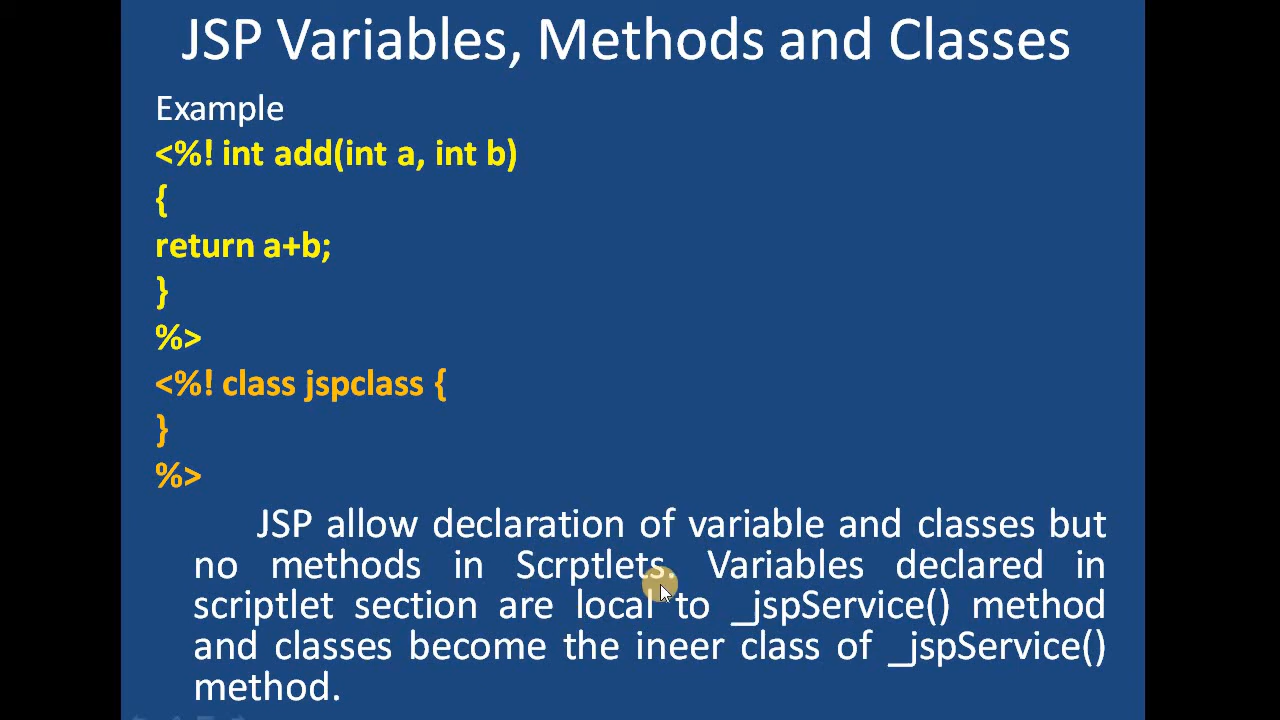 JSP Variables, Methods and Classes
Example
<%! int add(int a, int b)
{
return a+b;
}
%>
<%! class jspclass {
}
%>
JSP allow declaration of variable and classes but
no methods in Scrptlets. Variables declared in
scriptlet section are local to _jspService() method
and classes become the ineer class of _jspService()
method.